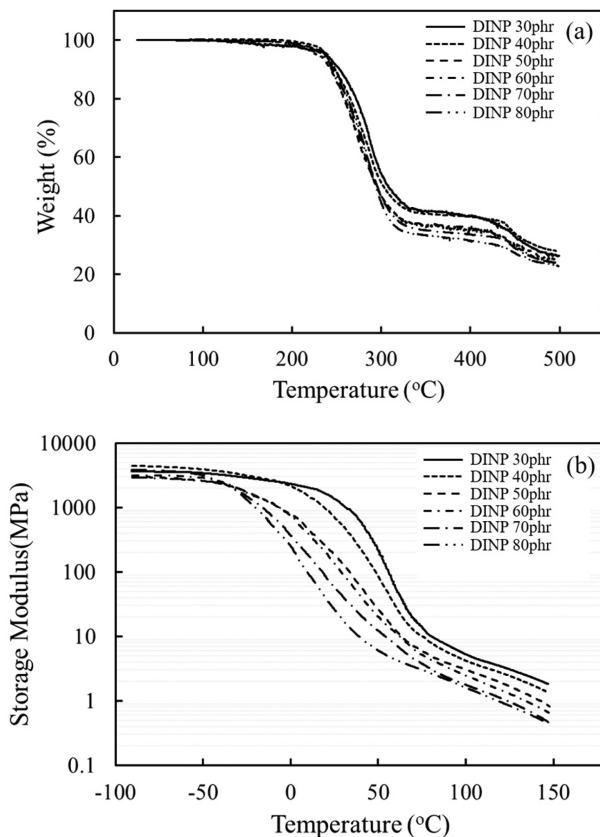 (a)
DINP 30phr
DINP 40phr
DINP 50phr
DINP 60phr
DINP 70phr
DINP 80phr
100
80
60
40
20
0
Weight (%)
0 100 200 300 400 500
Temperature (°C)
(b)
DINP 30phr
DINP 40phr
DINP 50phr
DINP 60phr
DINP 70phr
DINP 80phr
10000
1000
100
10
1
0.1
Storage Modulus(MPa)
-100 -50 0 50 100 150
Temperature (°C)